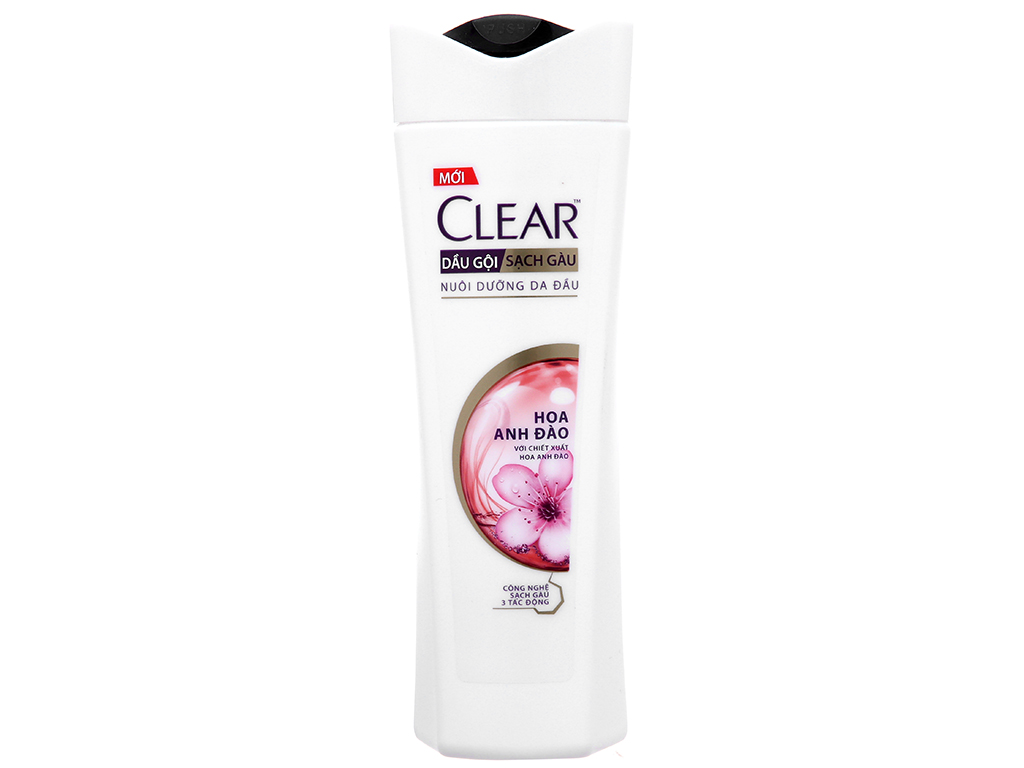 MỚI
CLEAR™
DẦU GỘI SẠCH GÀU
NUÔI DƯỠNG DA ĐẦU
HOA
ANH ĐÀO
VỚI CHIẾT XUẤT
HOA ANH ĐÀO
CÔNG NGHỆ
SẠCH GÀU
3 TÁC ĐỘNG